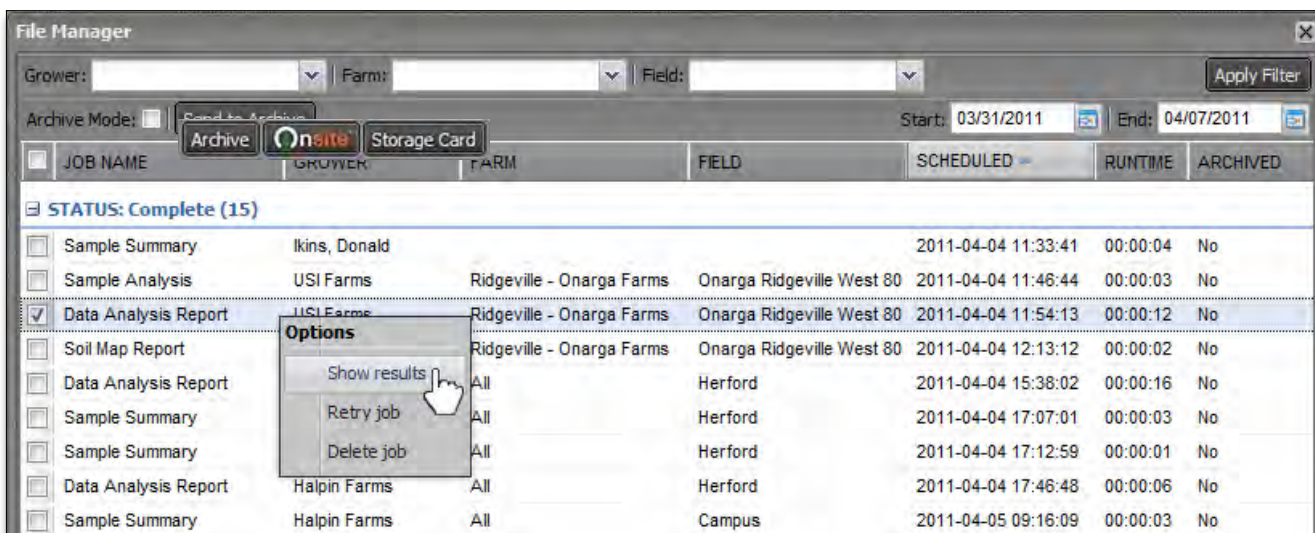 File Manager
Grower: Farm: Field: Apply Filter
Archive Mode: Send to Archive Start: 03/31/2011 End: 04/07/2011
Archive Onsite Storage Card
JOB NAME GROWER FARM FIELD SCHEDULED RUNTIME ARCHIVED
STATUS: Complete (15)
Sample Summary Ikins, Donald 2011-04-04 11:33:41 00:00:04 No
Sample Analysis USI Farms Ridgeville - Onarga Farms Onarga Ridgeville West 80 2011-04-04 11:46:44 00:00:03 No
Data Analysis Report USI Farms Ridgeville - Onarga Farms Onarga Ridgeville West 80 2011-04-04 11:54:13 00:00:12 No
Options
Soil Map Report Ridgeville - Onarga Farms Onarga Ridgeville West 80 2011-04-04 12:13:12 00:00:02 No
Show results
Data Analysis Report All Herford 2011-04-04 15:38:02 00:00:16 No
Retry job
Sample Summary All Herford 2011-04-04 17:07:01 00:00:03 No
Delete job
Sample Summary All Herford 2011-04-04 17:12:59 00:00:01 No
Data Analysis Report Halpin Farms All Herford 2011-04-04 17:46:48 00:00:06 No
Sample Summary Halpin Farms All Campus 2011-04-05 09:16:09 00:00:03 No